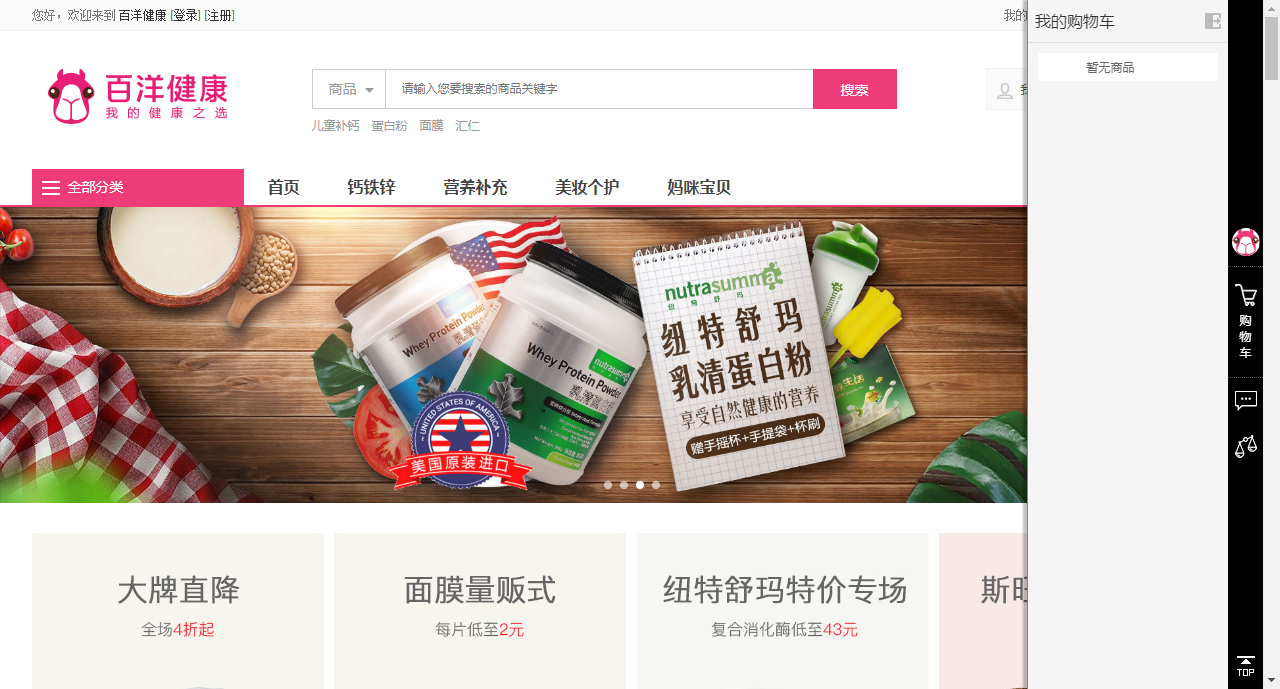 您好，欢迎来到 百洋健康 [登录] [注册]
我的
我的购物车
暂无商品
百洋健康
我的健康之选
商品
请输入您要搜索的商品关键字
搜索
儿童补钙 蛋白粉 面膜 汇仁
全部分类
首页 钙铁锌 营养补充 美妆个护 妈咪宝贝
Whey Protein Powder
Whey Protein Powder
nutrasumma
UNITED STATES OF AMERICA
美国原装进口
nutrasumma
纽特舒玛
纽特舒玛
乳清蛋白粉
享受自然健康的营养
赠手摇杯+手提袋+杯刷
购物车
大牌直降
全场4折起
面膜量贩式
每片低至2元
纽特舒玛特价专场
复合消化酶低至43元
斯旺
TOP